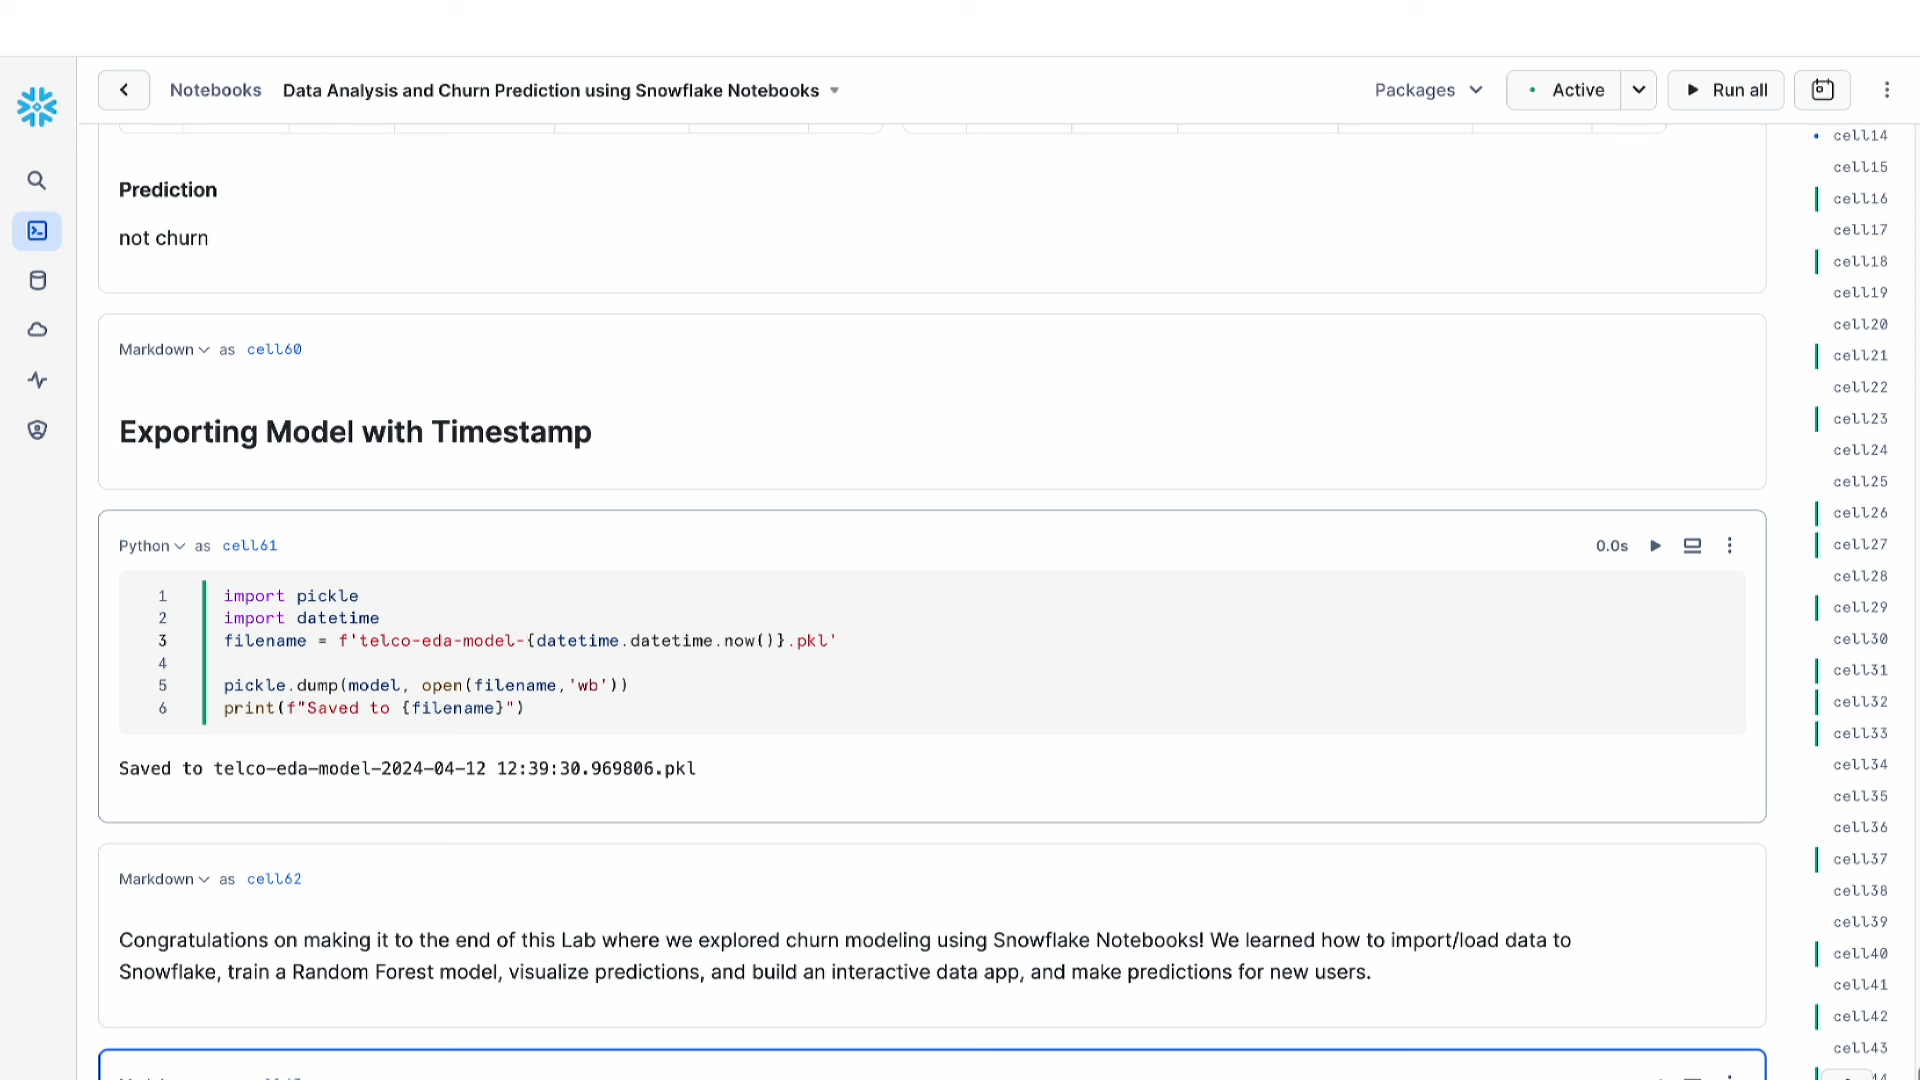 Notebooks Data Analysis and Churn Prediction using Snowflake Notebooks
Packages Active Run all
Prediction
not churn
Markdown as cell60
Exporting Model with Timestamp
Python as cell61
0.0s
1 import pickle
2 import datetime
3 filename = f'telco-eda-model-{datetime.datetime.now()}.pkl'
4
5 pickle.dump(model, open(filename,'wb'))
6 print(f"Saved to {filename}")
Saved to telco-eda-model-2024-04-12 12:39:30.969806.pkl
Markdown as cell62
Congratulations on making it to the end of this Lab where we explored churn modeling using Snowflake Notebooks! We learned how to import/load data to
Snowflake, train a Random Forest model, visualize predictions, and build an interactive data app, and make predictions for new users.
cell14
cell15
cell16
cell17
cell18
cell19
cell20
cell21
cell22
cell23
cell24
cell25
cell26
cell27
cell28
cell29
cell30
cell31
cell32
cell33
cell34
cell35
cell36
cell37
cell38
cell39
cell40
cell41
cell42
cell43